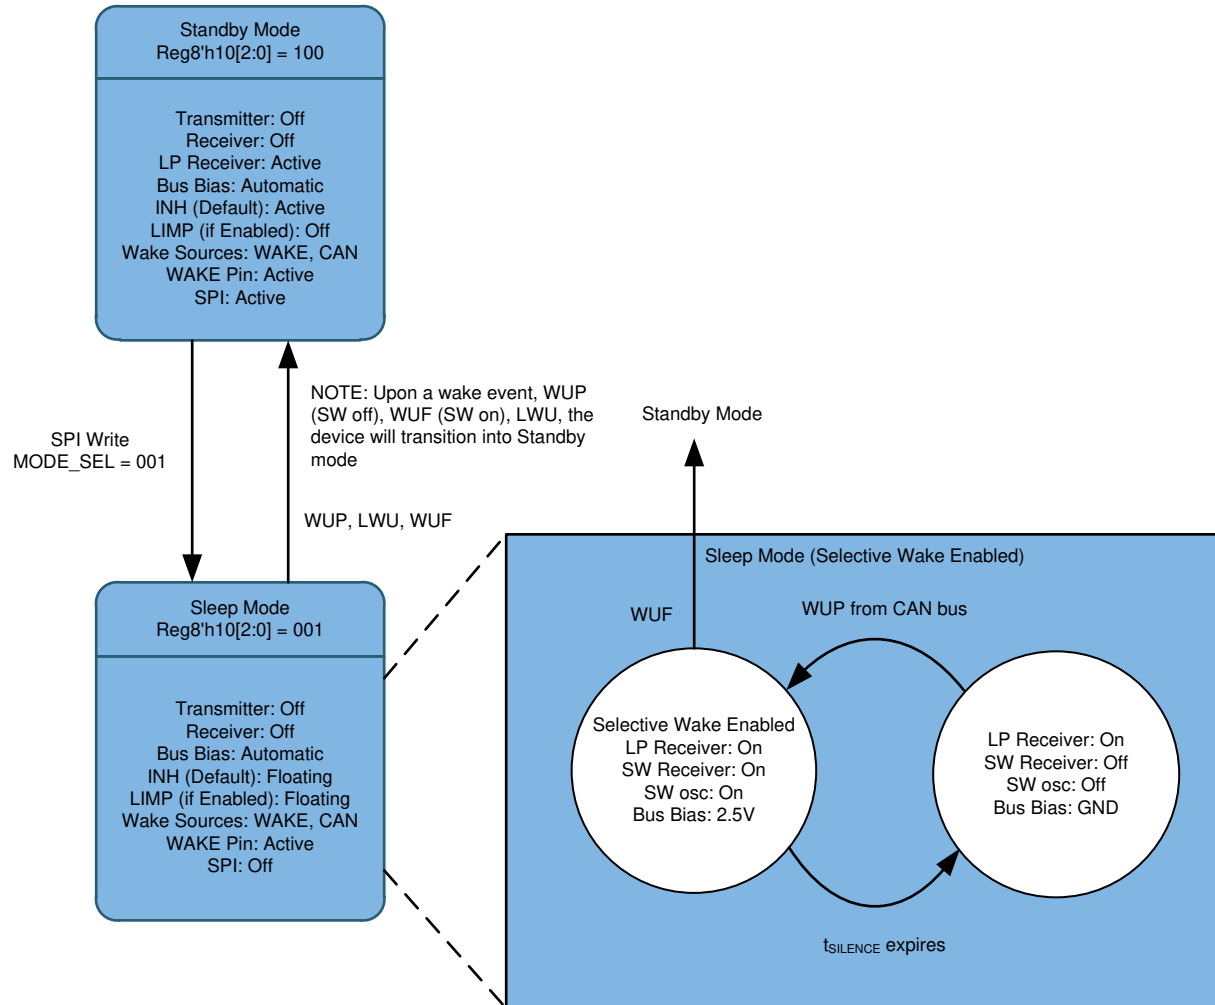 Standby Mode
Reg8'h10[2:0] = 100
Transmitter: Off
Receiver: Off
LP Receiver: Active
Bus Bias: Automatic
INH (Default): Active
LIMP (if Enabled): Off
Wake Sources: WAKE, CAN
WAKE Pin: Active
SPI: Active
SPI Write
MODE_SEL = 001
NOTE: Upon a wake event, WUP
(SW off), WUF (SW on), LWU, the
device will transition into Standby
mode
WUP, LWU, WUF
Sleep Mode
Reg8'h10[2:0] = 001
Transmitter: Off
Receiver: Off
Bus Bias: Automatic
INH (Default): Floating
LIMP (if Enabled): Floating
Wake Sources: WAKE, CAN
WAKE Pin: Active
SPI: Off
Standby Mode
Sleep Mode (Selective Wake Enabled)
WUF
WUP from CAN bus
Selective Wake Enabled
LP Receiver: On
SW Receiver: On
SW osc: On
Bus Bias: 2.5V
LP Receiver: On
SW Receiver: Off
SW osc: Off
Bus Bias: GND
tSILENCE expires